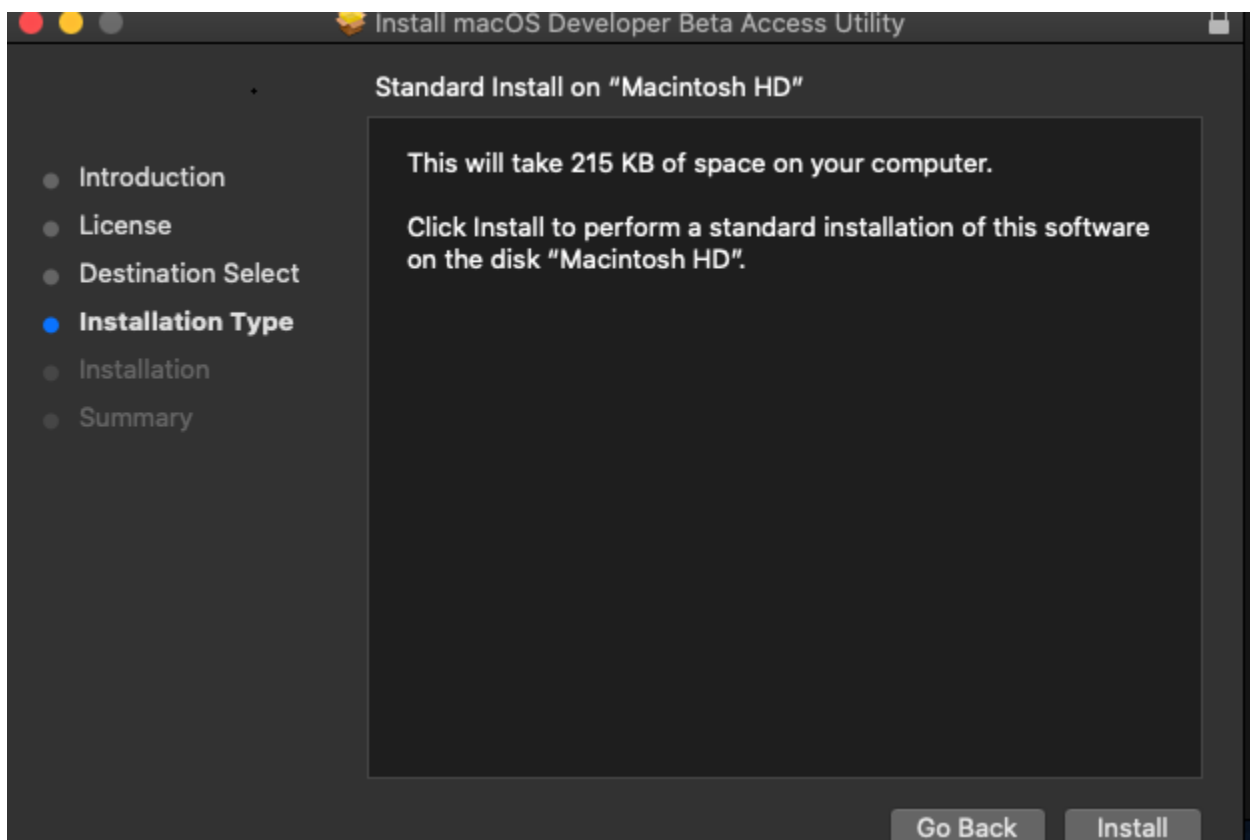 Install macOS Developer Beta Access Utility
Standard Install on “Macintosh HD”
Introduction
License
Destination Select
Installation Type
Installation
Summary
This will take 215 KB of space on your computer.
Click Install to perform a standard installation of this software
on the disk “Macintosh HD”.
Go Back
Install